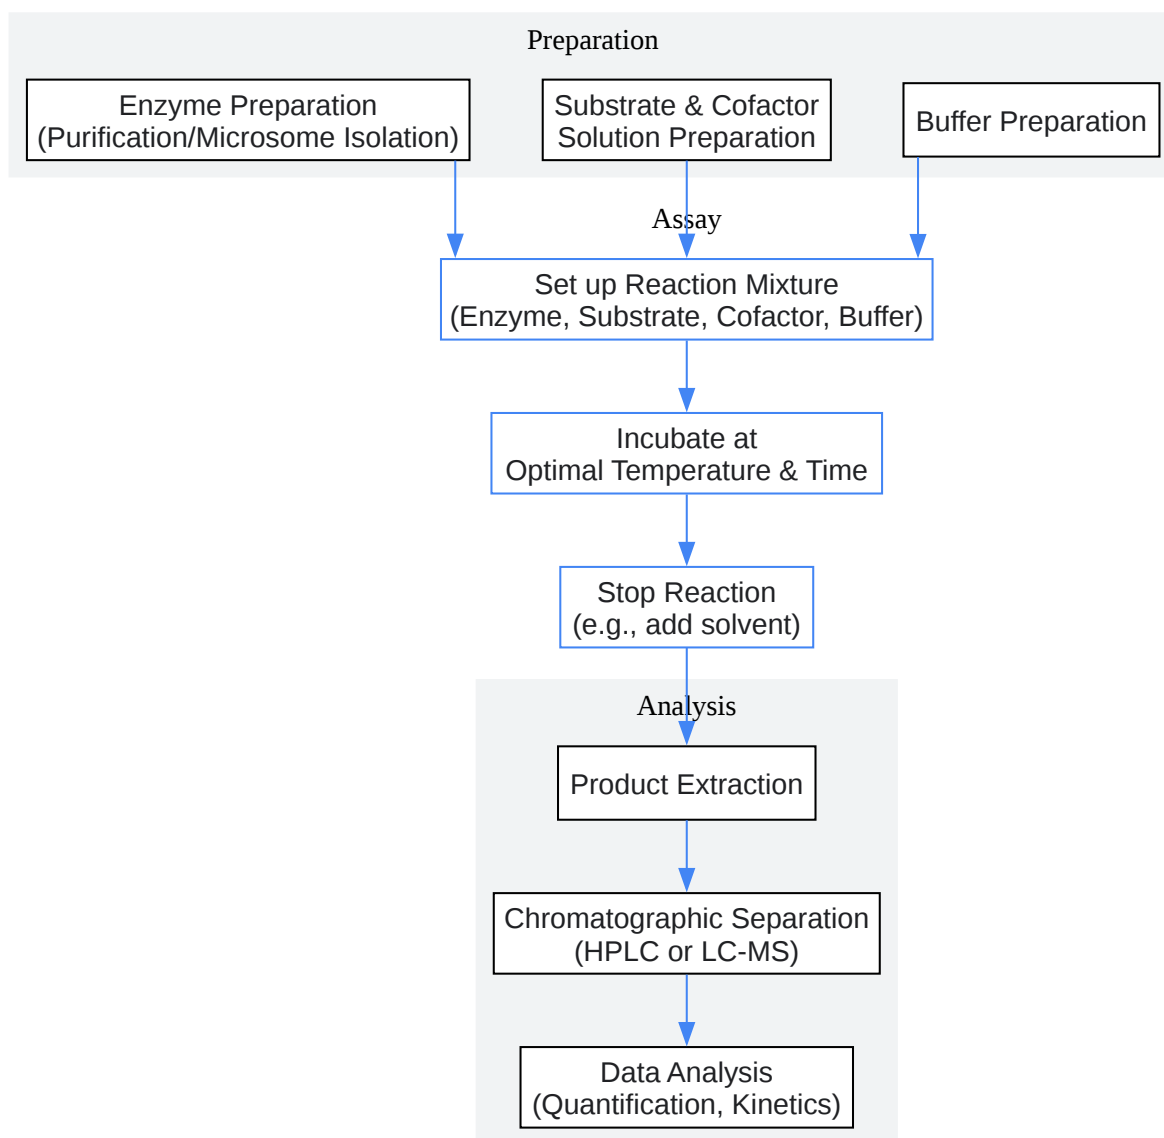 Preparation
Enzyme Preparation
(Purification/Microsome Isolation)
Substrate & Cofactor
Solution Preparation
Buffer Preparation
Assay
Set up Reaction Mixture
(Enzyme, Substrate, Cofactor, Buffer)
Incubate at
Optimal Temperature & Time
Stop Reaction
(e.g., add solvent)
Analysis
Product Extraction
Chromatographic Separation
(HPLC or LC-MS)
Data Analysis
(Quantification, Kinetics)